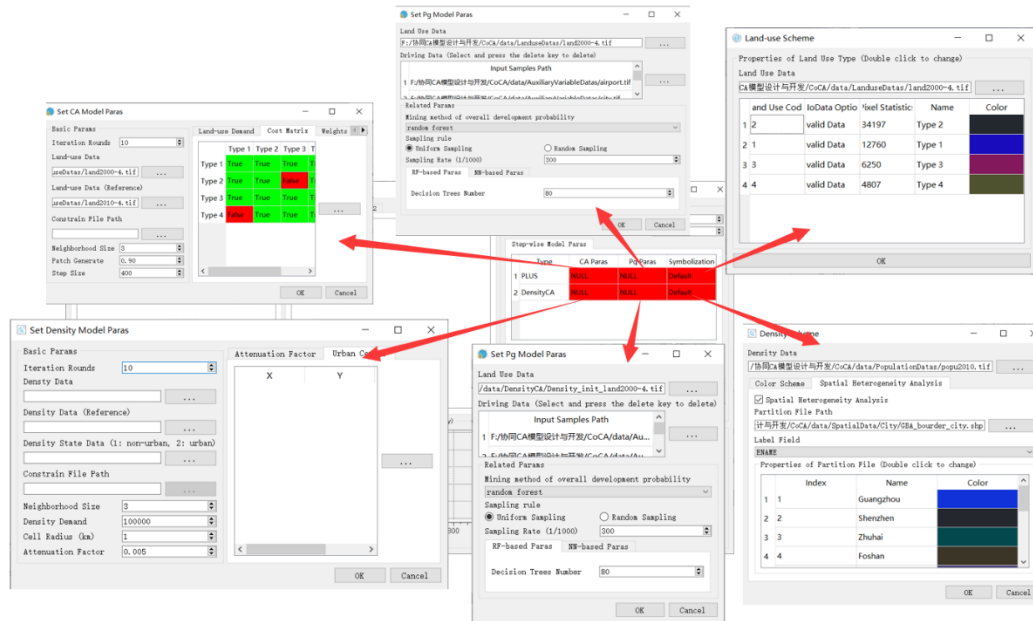 Set Pg Model Paras
Land Use Data
F:/协同CA模型设计与开发/CoCA/data/LanduseDatas/land2000-4.tif
...
Driving Data (Select and press the delete key to delete)
Input Samples Path
1 F:/协同CA模型设计与开发/CoCA/data/AuxiliaryVariableDatas/airport.tif
...
Related Params
Mining method of overall development probability
random forest
Sampling rule
Uniform Sampling Random Sampling
Sampling Rate (1/1000) 300
RF-based Paras NN-based Paras
Decision Trees Number 80
OK Cancel
Land-use Scheme
Properties of Land Use Type (Double click to change)
Land Use Data
CA模型设计与开发/CoCA/data/LanduseDatas/land2000-4.tif ...
and Use Cod IoData Optio Pixel Statistic Name Color
1 2 valid Data 34197 Type 2
2 1 valid Data 12760 Type 1
3 3 valid Data 6250 Type 3
4 4 valid Data 4807 Type 4
OK
Set CA Model Paras
Basic Params
Iteration Rounds 10
Land-use Data
useDatas/land2000-4.tif ...
Land-use Data (Reference)
useDatas/land2010-4.tif ...
Constrain File Path
...
Neighborhood Size 3
Patch Generate 0.90
Step Size 400
Land-use Demand Cost Matrix Weights
Type 1 Type 2 Type 3 T
Type 1 True True True T
Type 2 True True False T
Type 3 True True True T
Type 4 False True True T
...
OK Cancel
Step-wise Model Paras
Type CA Paras Pg Paras Symbolization
1 PLUS NULL NULL Default
2 DensityCA NULL NULL Default
Set Density Model Paras
Basic Params
Iteration Rounds 10
Densty Data
...
Density Data (Reference)
...
Density State Data (1: non-urban, 2: urban)
...
Constrain File Path
...
Neighborhood Size 3
Density Demand 100000
Cell Radius (km) 1
Attenuation Factor 0.005
Attenuation Factor Urban Ce
X Y
...
OK Cancel
Set Pg Model Paras
Land Use Data
/data/DensityCA/Density_init_land2000-4.tif ...
Driving Data (Select and press the delete key to delete)
Input Samples Path
1 F:/协同CA模型设计与开发/CoCA/data/Au...
...
Related Params
Mining method of overall development probability
random forest
Sampling rule
Uniform Sampling Random Sampling
Sampling Rate (1/1000) 300
RF-based Paras NN-based Paras
Decision Trees Number 80
OK Cancel
Density Scheme
Density Data
/协同CA模型设计与开发/CoCA/data/PopulationDatas/popu2010.tif ...
Color Scheme Spatial Heterogeneity Analysis
Spatial Heterogeneity Analysis
Partition File Path
计与开发/CoCA/data/SpatialData/City/GBA_bourder_city.shp ...
Label Field
ENAME
Properties of Partition File (Double click to change)
Index Name Color
1 1 Guangzhou
2 2 Shenzhen
3 3 Zhuhai
4 4 Foshan
OK Cancel